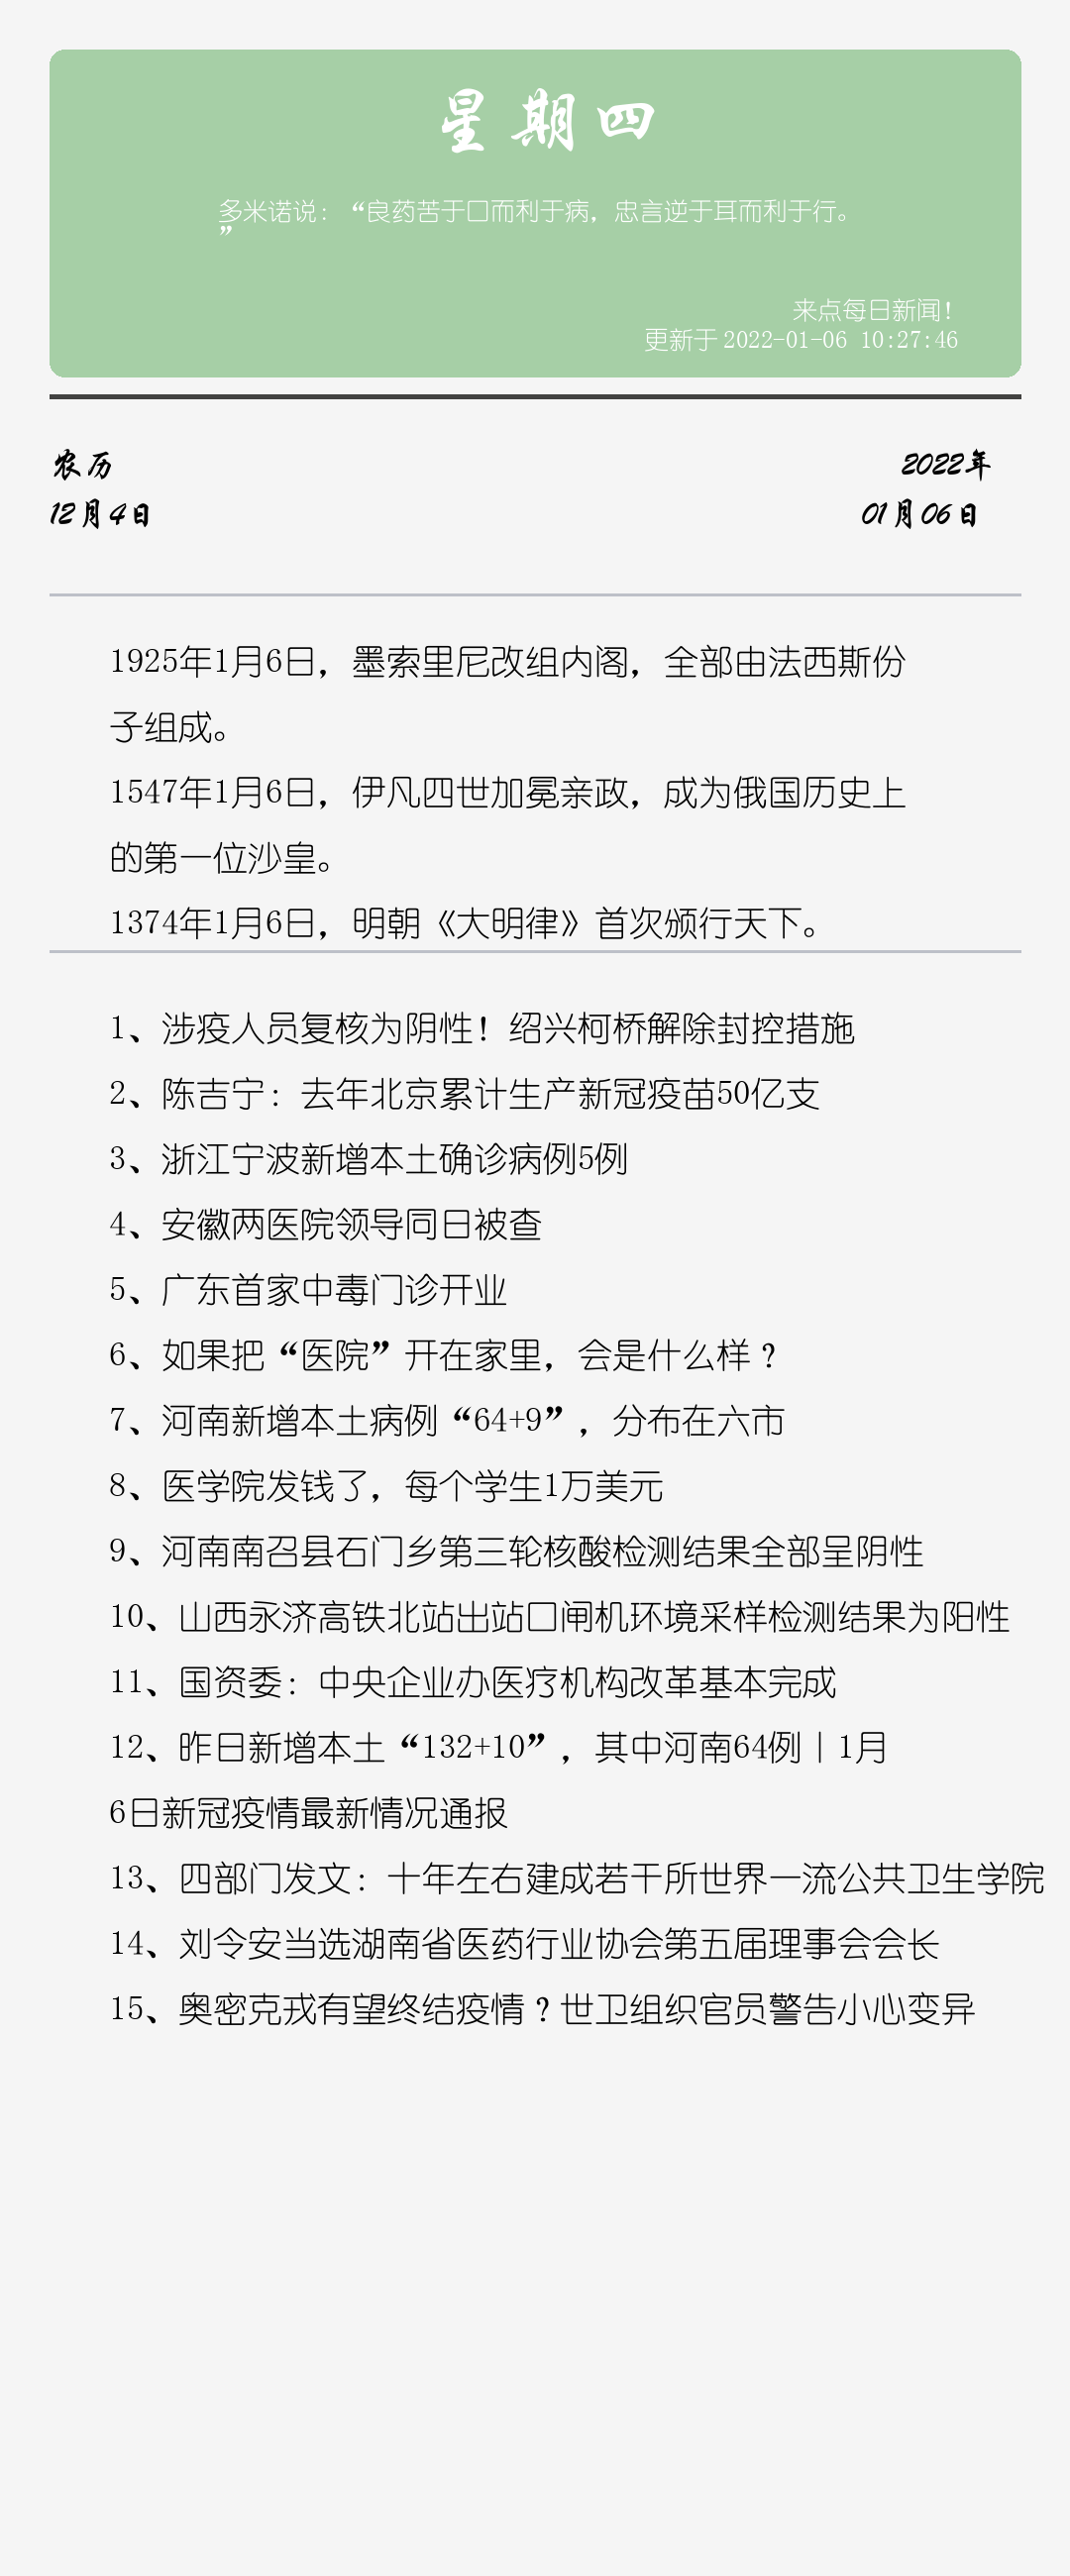 星期四
多米诺说：“良药苦于口而利于病，忠言逆于耳而利于行。
”
来点每日新闻！
更新于 2022-01-06 10:27:46
农历
2022年
12月4日
01月06日
1925年1月6日，墨索里尼改组内阁，全部由法西斯份
子组成。
1547年1月6日，伊凡四世加冕亲政，成为俄国历史上
的第一位沙皇。
1374年1月6日，明朝《大明律》首次颁行天下。
1、涉疫人员复核为阴性！绍兴柯桥解除封控措施
2、陈吉宁：去年北京累计生产新冠疫苗50亿支
3、浙江宁波新增本土确诊病例5例
4、安徽两医院领导同日被查
5、广东首家中毒门诊开业
6、如果把“医院”开在家里，会是什么样？
7、河南新增本土病例“64+9”，分布在六市
8、医学院发钱了，每个学生1万美元
9、河南南召县石门乡第三轮核酸检测结果全部呈阴性
10、山西永济高铁北站出站口闸机环境采样检测结果为阳性
11、国资委：中央企业办医疗机构改革基本完成
12、昨日新增本土“132+10”，其中河南64例丨1月
6日新冠疫情最新情况通报
13、四部门发文：十年左右建成若干所世界一流公共卫生学院
14、刘令安当选湖南省医药行业协会第五届理事会会长
15、奥密克戎有望终结疫情？世卫组织官员警告小心变异